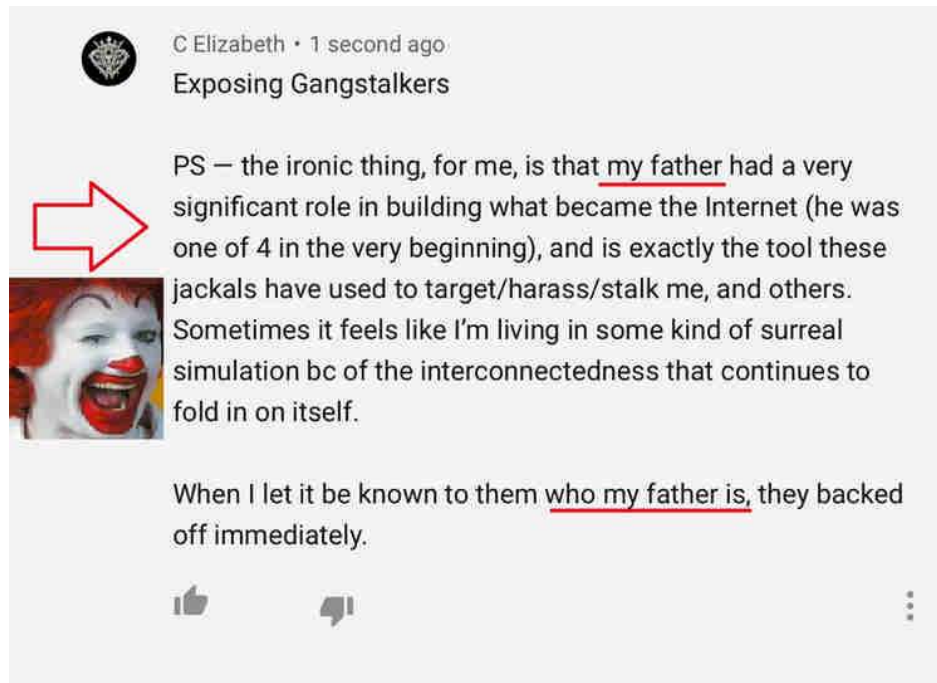 C Elizabeth • 1 second ago
Exposing Gangstalkers
PS — the ironic thing, for me, is that my father had a very
significant role in building what became the Internet (he was
one of 4 in the very beginning), and is exactly the tool these
jackals have used to target/harass/stalk me, and others.
Sometimes it feels like I'm living in some kind of surreal
simulation bc of the interconnectedness that continues to
fold in on itself.
When I let it be known to them who my father is, they backed
off immediately.